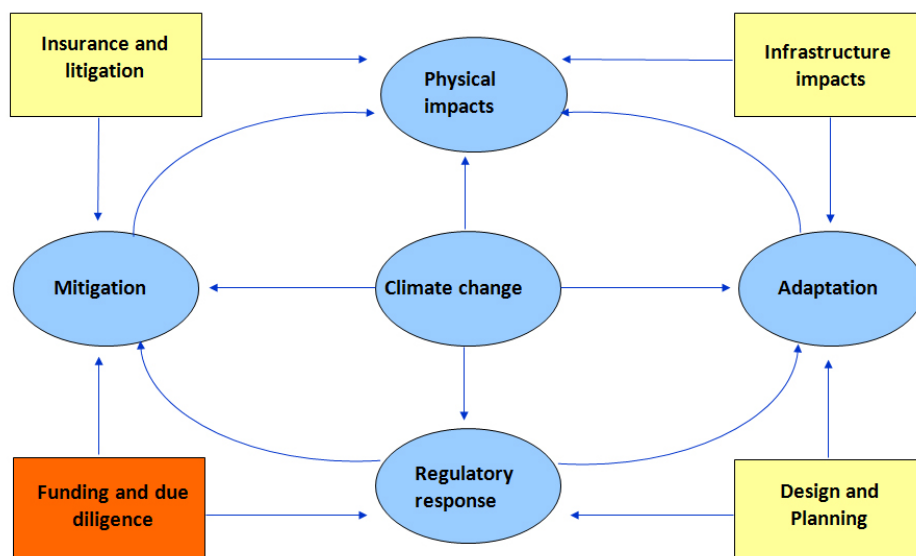 Insurance and
litigation
Physical
impacts
Infrastructure
impacts
Mitigation
Climate change
Adaptation
Funding and due
diligence
Regulatory
response
Design and
Planning